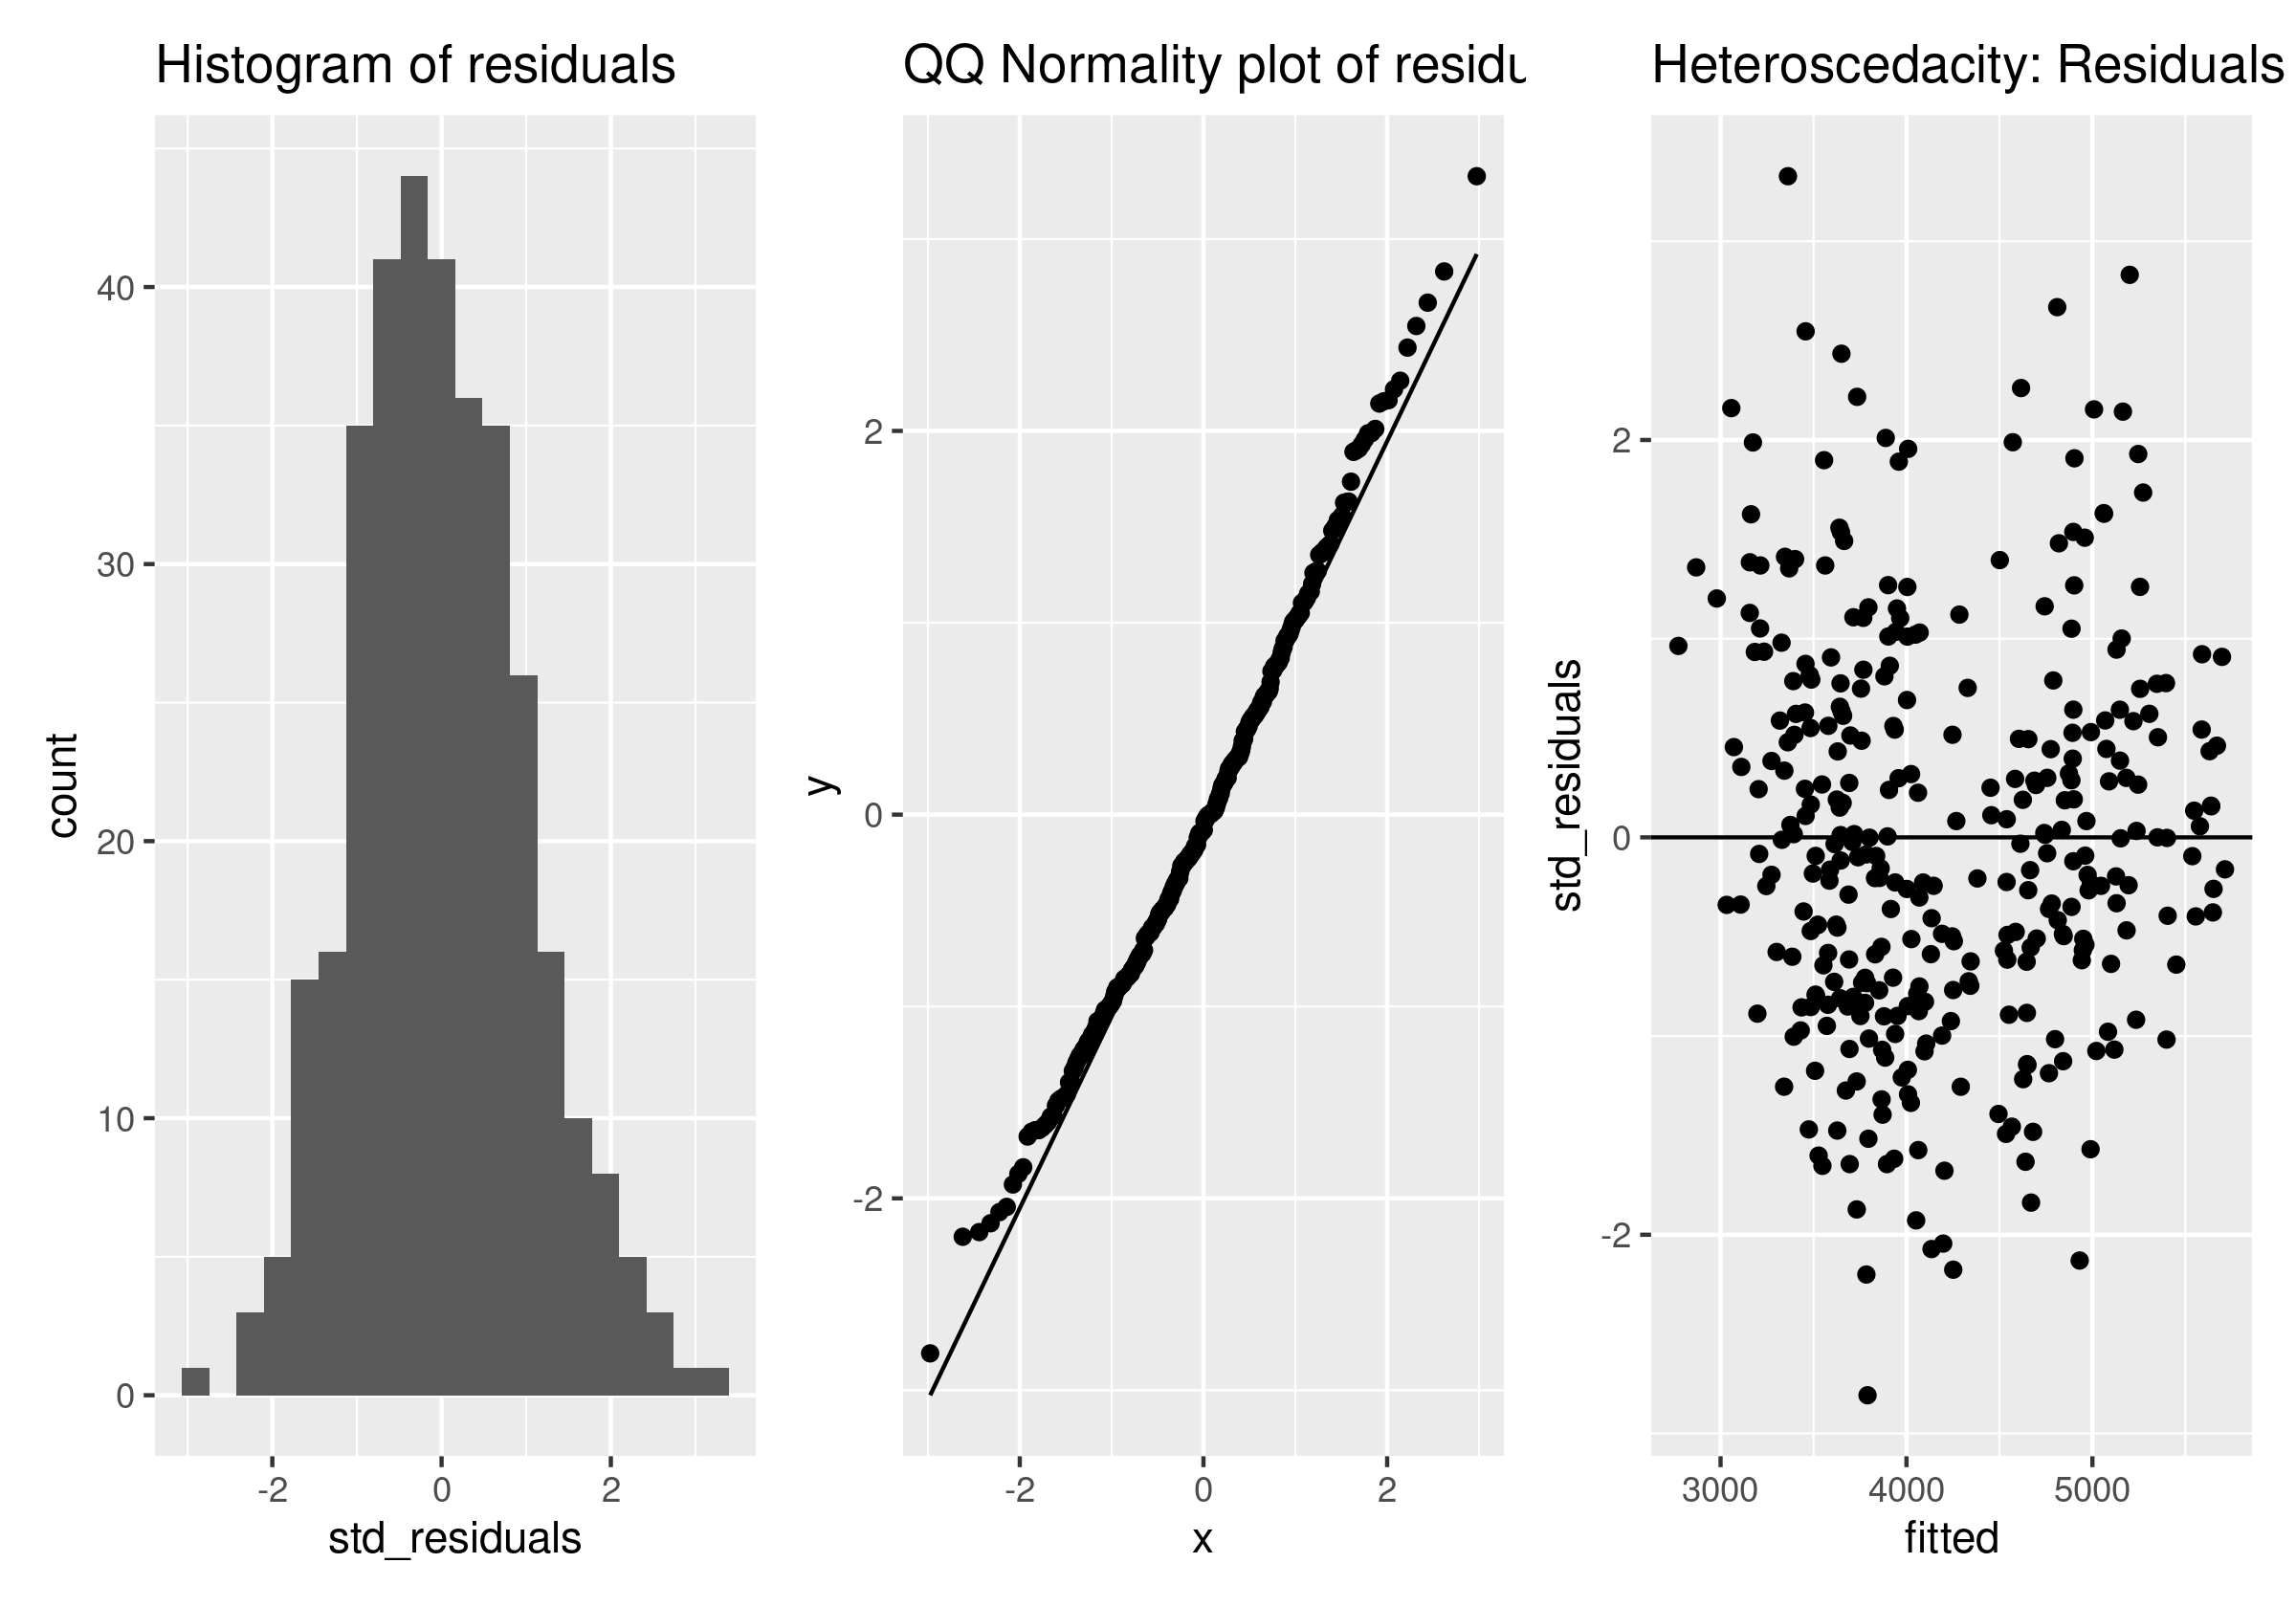 Histogram of residuals
count
40
30
20
10
0
-2 0 2
std_residuals
QQ Normality plot of residu
y
2
0
-2
-2 0 2
x
Heteroscedacity: Residuals
std_residuals
2
0
-2
3000 4000 5000
fitted